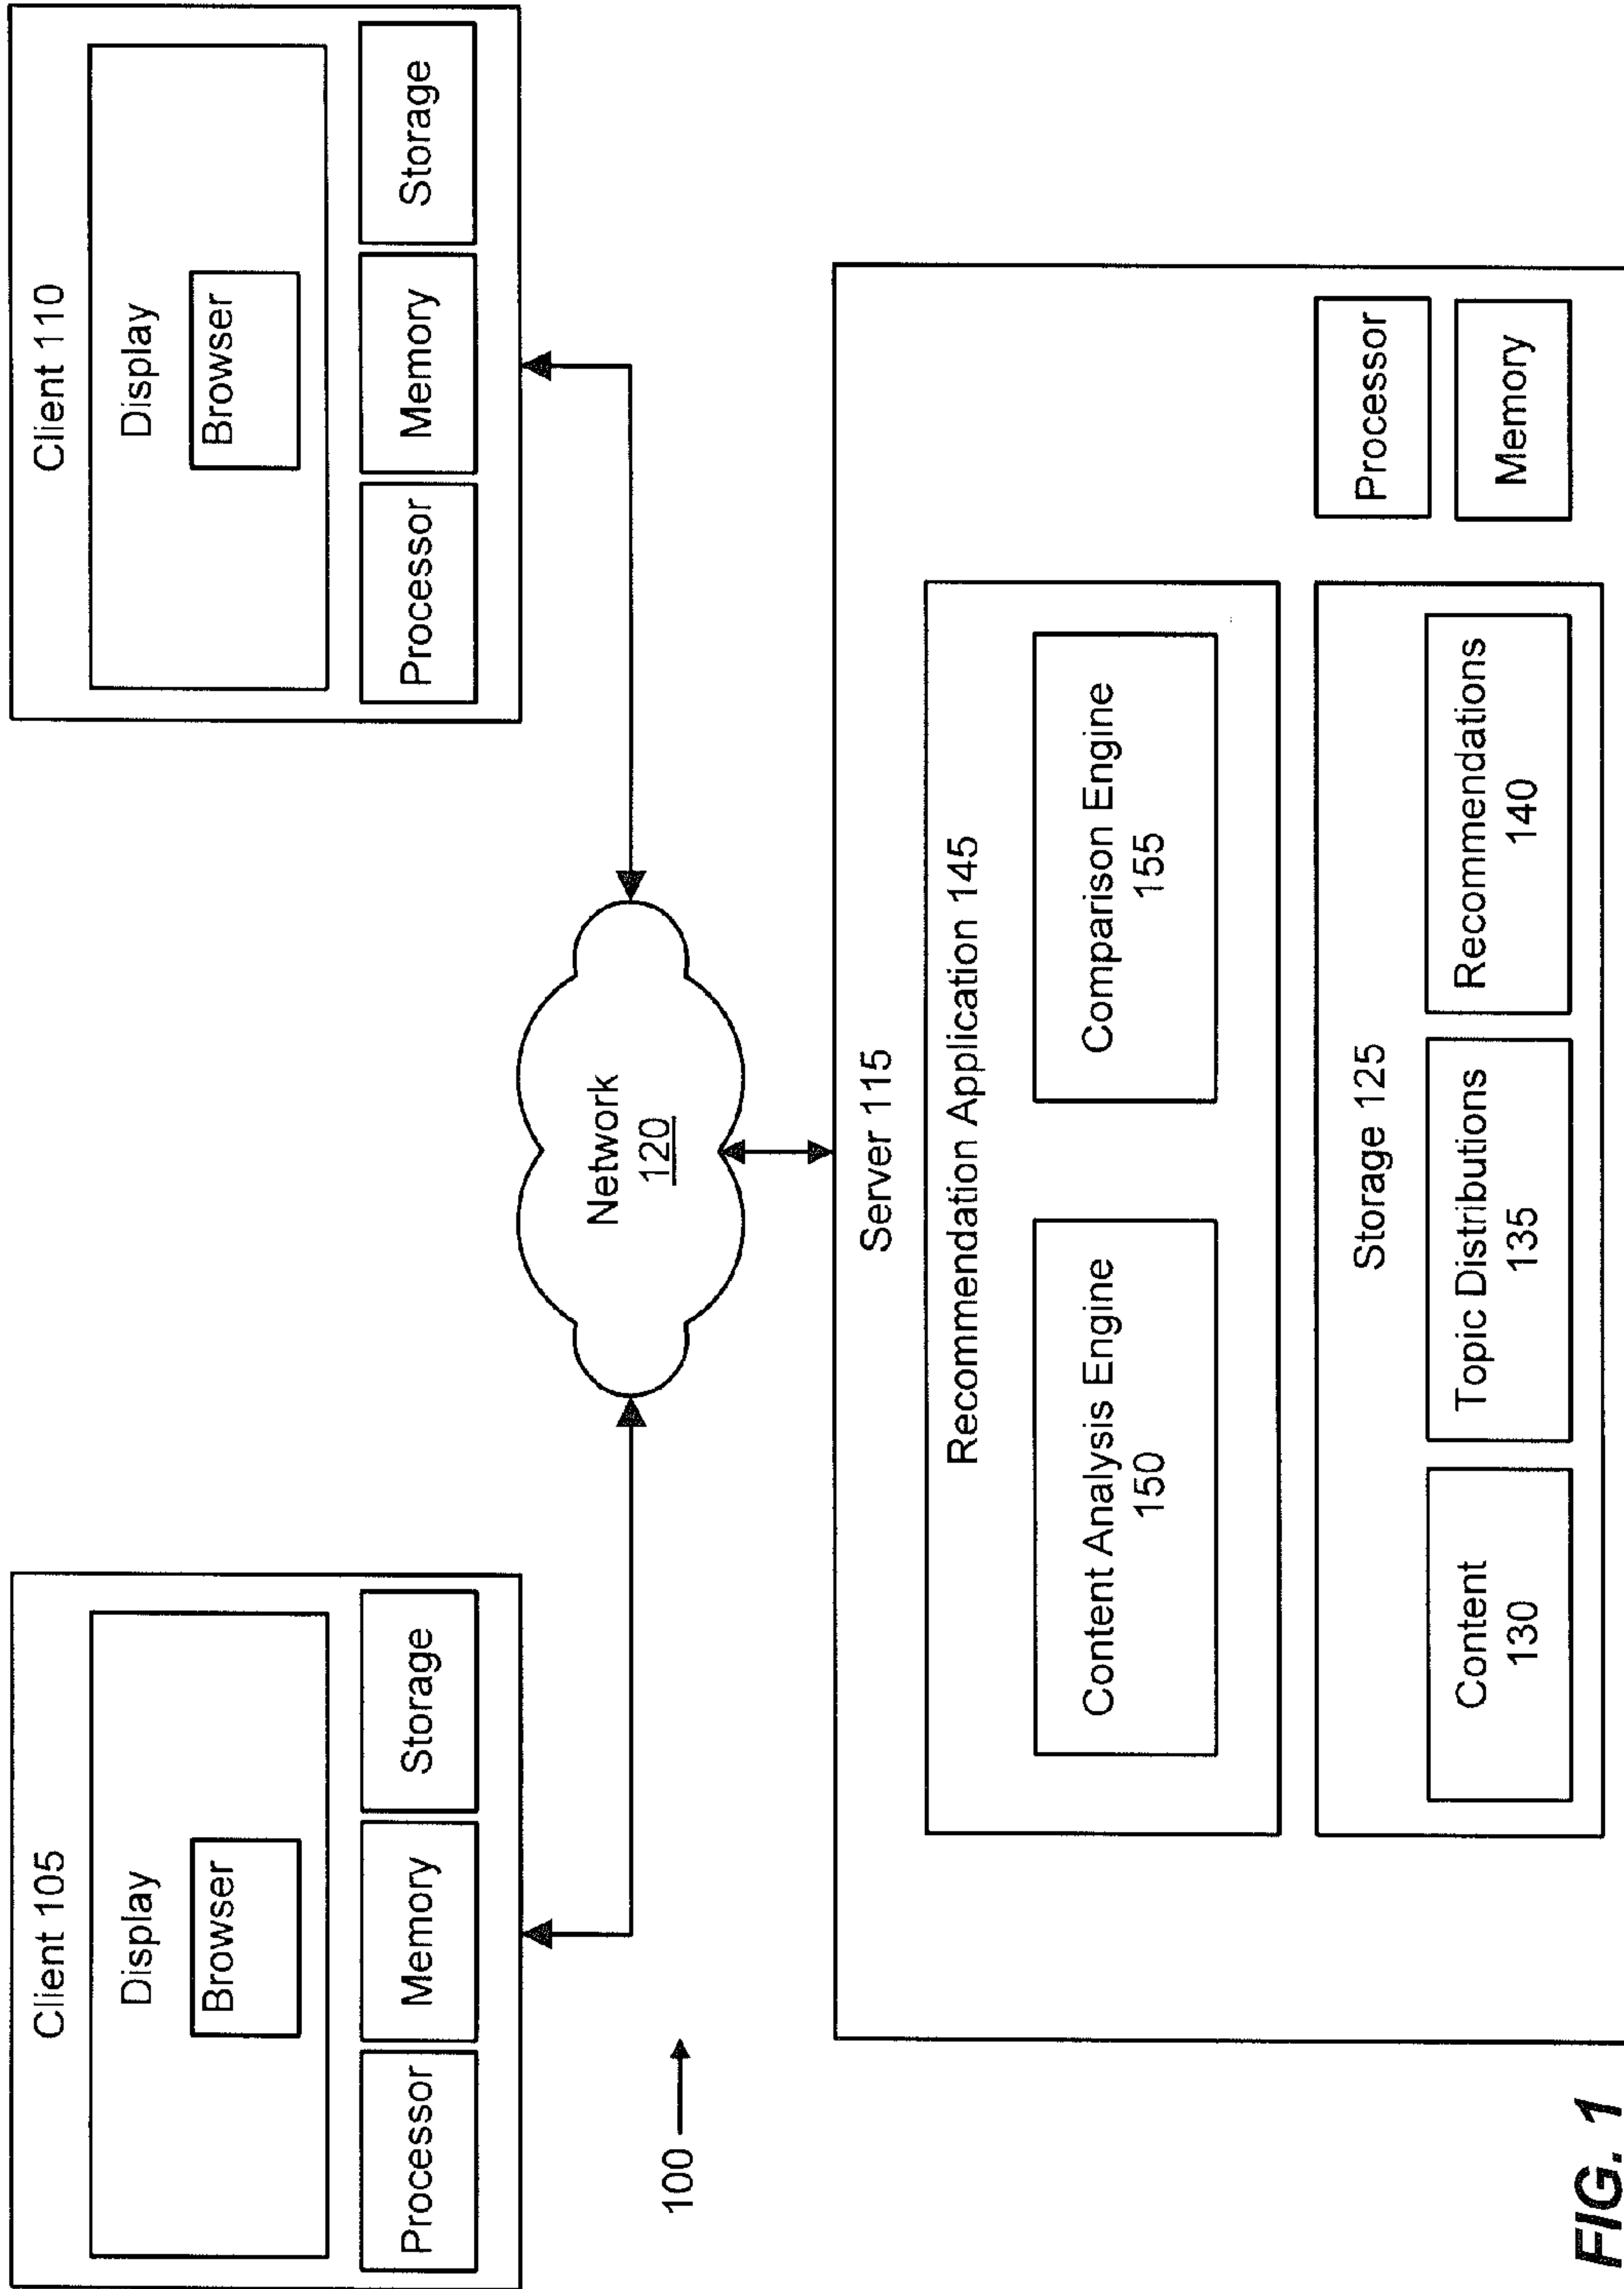 Client 105
Display
Browser
Processor
Memory
Storage
Client 110
Display
Browser
Processor
Memory
Storage
100
Network
120
Server 115
Recommendation Application 145
Content Analysis Engine
150
Comparison Engine
155
Storage 125
Content
130
Topic Distributions
135
Recommendations
140
Processor
Memory
FIG. 1